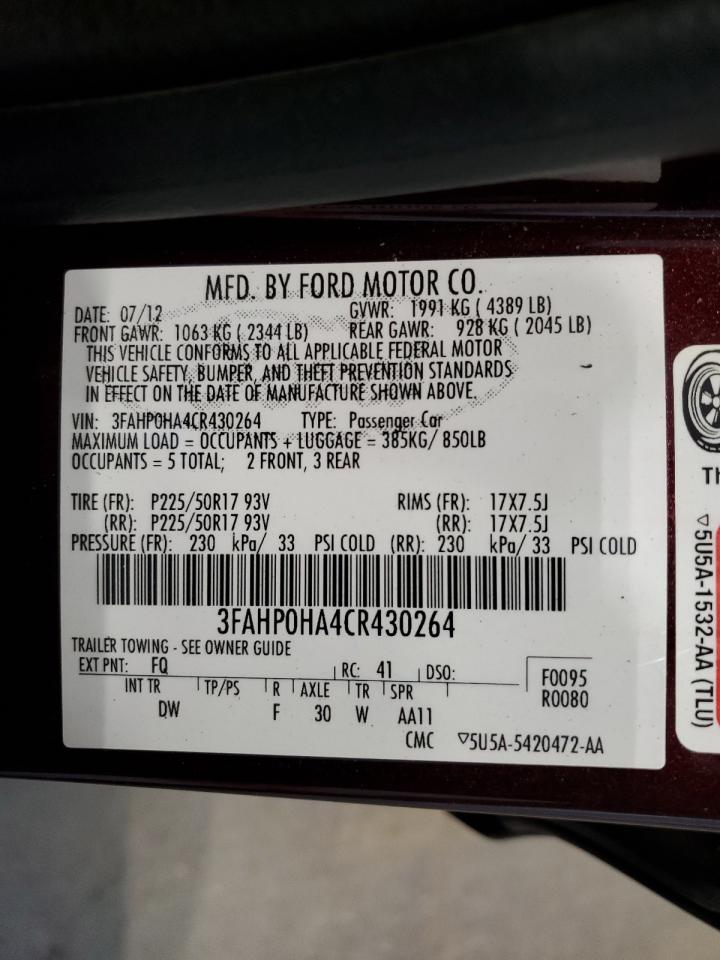 MFD. BY FORD MOTOR CO.
DATE: 07/12 GVWR: 1991 KG ( 4389 LB)
FRONT GAWR: 1063 KG ( 2344 LB) REAR GAWR: 928 KG ( 2045 LB)
THIS VEHICLE CONFORMS TO ALL APPLICABLE FEDERAL MOTOR
VEHICLE SAFETY, BUMPER, AND THEFT PREVENTION STANDARDS
IN EFFECT ON THE DATE OF MANUFACTURE SHOWN ABOVE.
VIN: 3FAHP0HA4CR430264 TYPE: Passenger Car
MAXIMUM LOAD = OCCUPANTS + LUGGAGE = 385KG/ 850LB
OCCUPANTS = 5 TOTAL; 2 FRONT, 3 REAR
TIRE (FR): P225/50R17 93V RIMS (FR): 17X7.5J
(RR): P225/50R17 93V (RR): 17X7.5J
PRESSURE (FR): 230 kPa/ 33 PSI COLD (RR): 230 kPa/ 33 PSI COLD
3FAHP0HA4CR430264
TRAILER TOWING - SEE OWNER GUIDE
EXT PNT: FQ RC: 41 DSO: F0095
INT TR TP/PS R AXLE TR SPR R0080
DW F 30 W AA11
CMC ▽5U5A-5420472-AA
Th
▽5U5A-1532-AA (TLU)